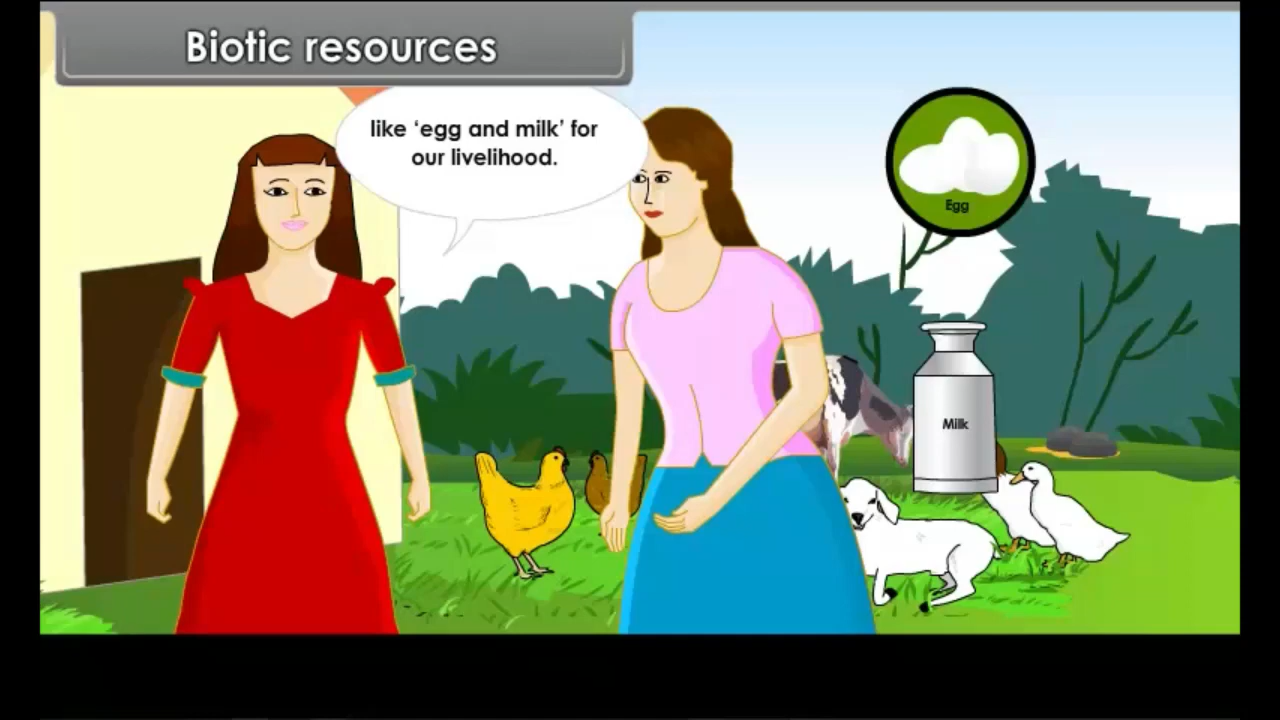 Biotic resources
like ‘egg and milk’ for
our livelihood.
Egg
Milk